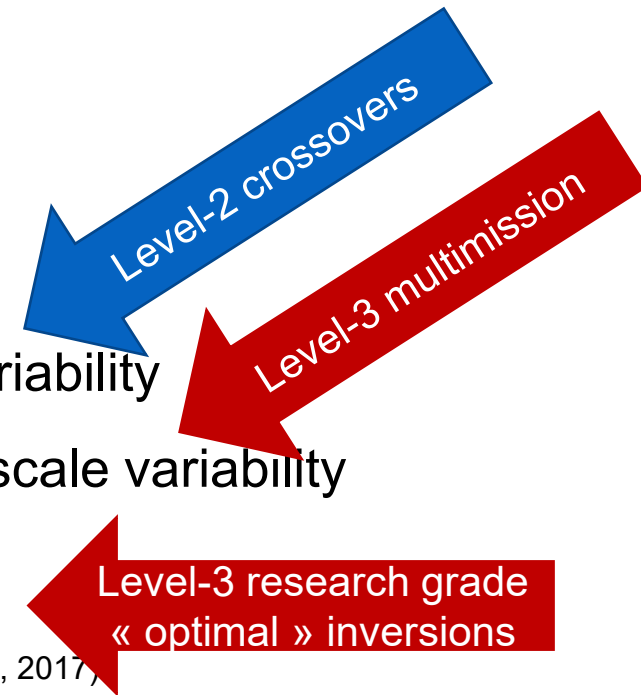 Level-2 crossovers
Level-3 multimission
riability
scale variability
Level-3 research grade
« optimal » inversions
, 2017)